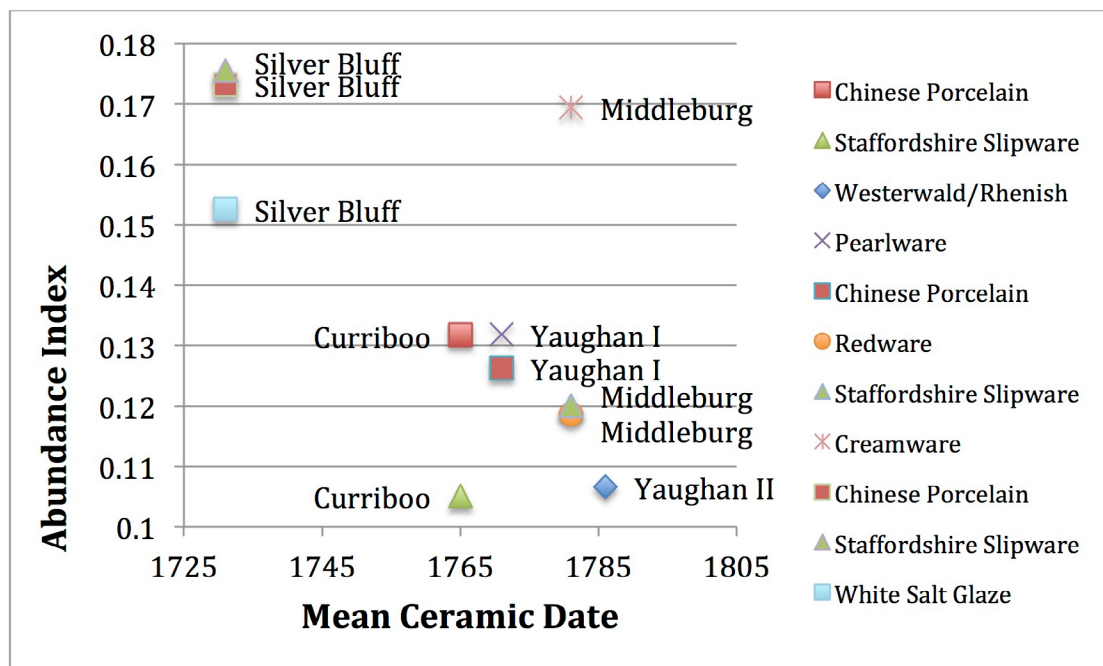 0.18
0.17
0.16
0.15
0.14
0.13
0.12
0.11
0.1
Abundance Index
Silver Bluff
Silver Bluff
Middleburg
Silver Bluff
Curriboo
Yaughan I
Yaughan I
Middleburg
Middleburg
Curriboo
Yaughan II
1725
1745
1765
1785
1805
Mean Ceramic Date
Chinese Porcelain
Staffordshire Slipware
Westerwald/Rhenish
Pearlware
Chinese Porcelain
Redware
Staffordshire Slipware
Creamware
Chinese Porcelain
Staffordshire Slipware
White Salt Glaze